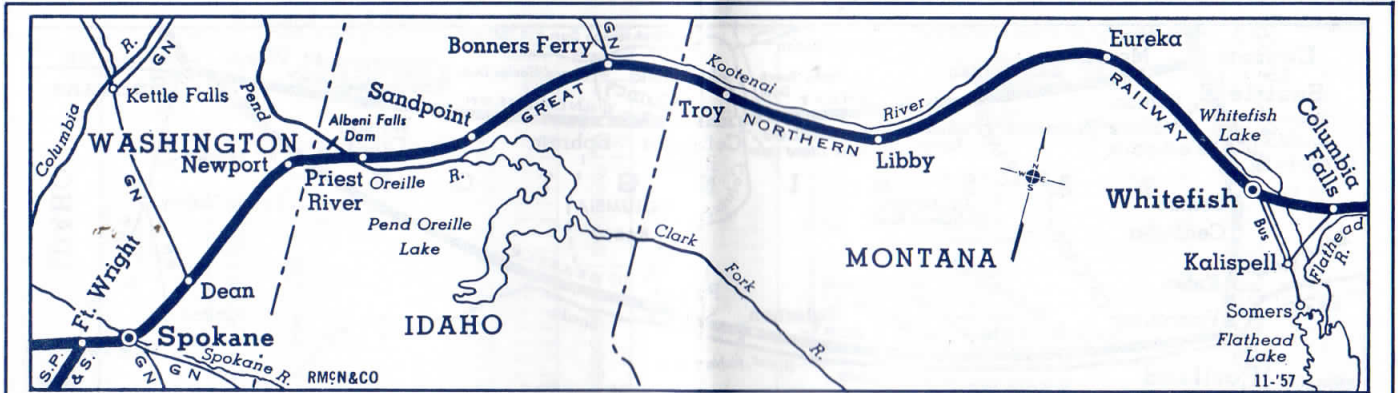 Columbia
R.
GN
Kettle Falls
WASHINGTON
GN
Newport
Pend
Albeni Falls
Dam
Priest
River
Oreille
R.
Pend Oreille
Lake
Sandpoint
GREAT
Bonners Ferry
GN
Kootenai
River
Troy
NORTHERN
Libby
Eureka
RAILWAY
Whitefish
Lake
Columbia
Falls
Whitefish
Bus
Kalispell
Flathead
R.
Somers
Flathead
Lake
11-'57
N
W E
S
MONTANA
Clark
Fork
R.
IDAHO
Dean
Ft. Wright
Spokane
Spokane R.
S.P.
& S.
GN
GN
RMCN&CO